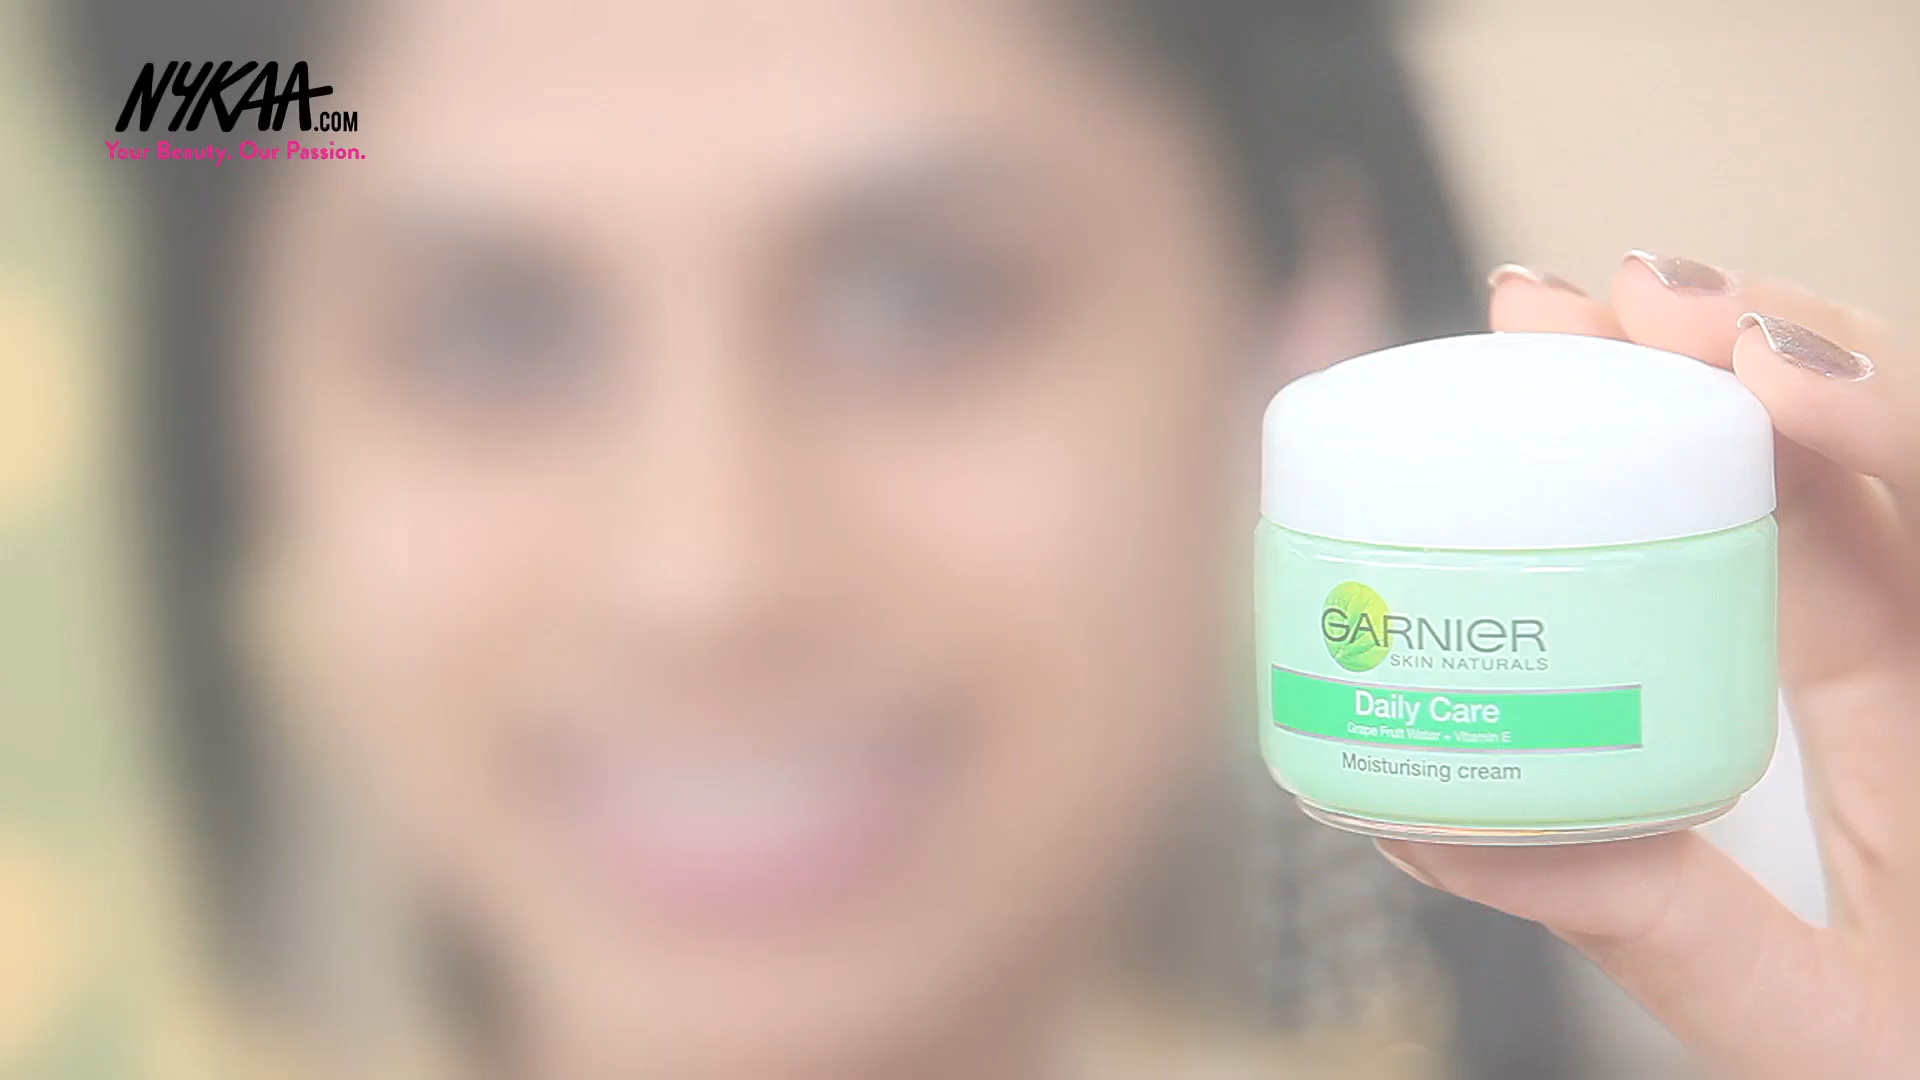 NYKAA.COM
Your Beauty. Our Passion.
GARNIER
SKIN NATURALS
Daily Care
Grape Fruit Water + Vitamin E
Moisturising cream